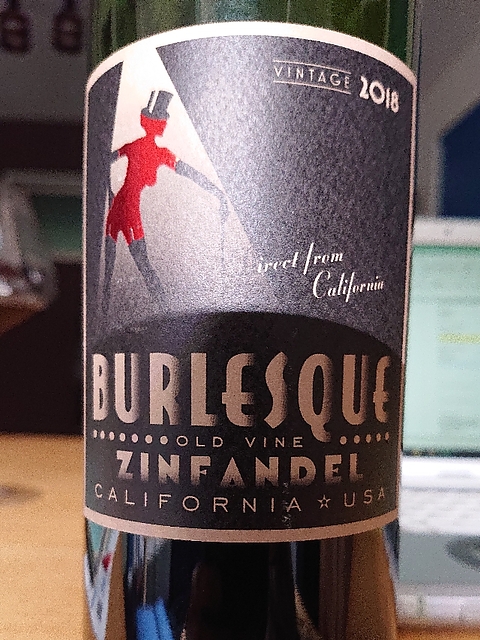 VINTAGE 2018
Direct from
California
BURLESQUE
OLD VINE
ZINFANDEL
CALIFORNIA ☆ USA